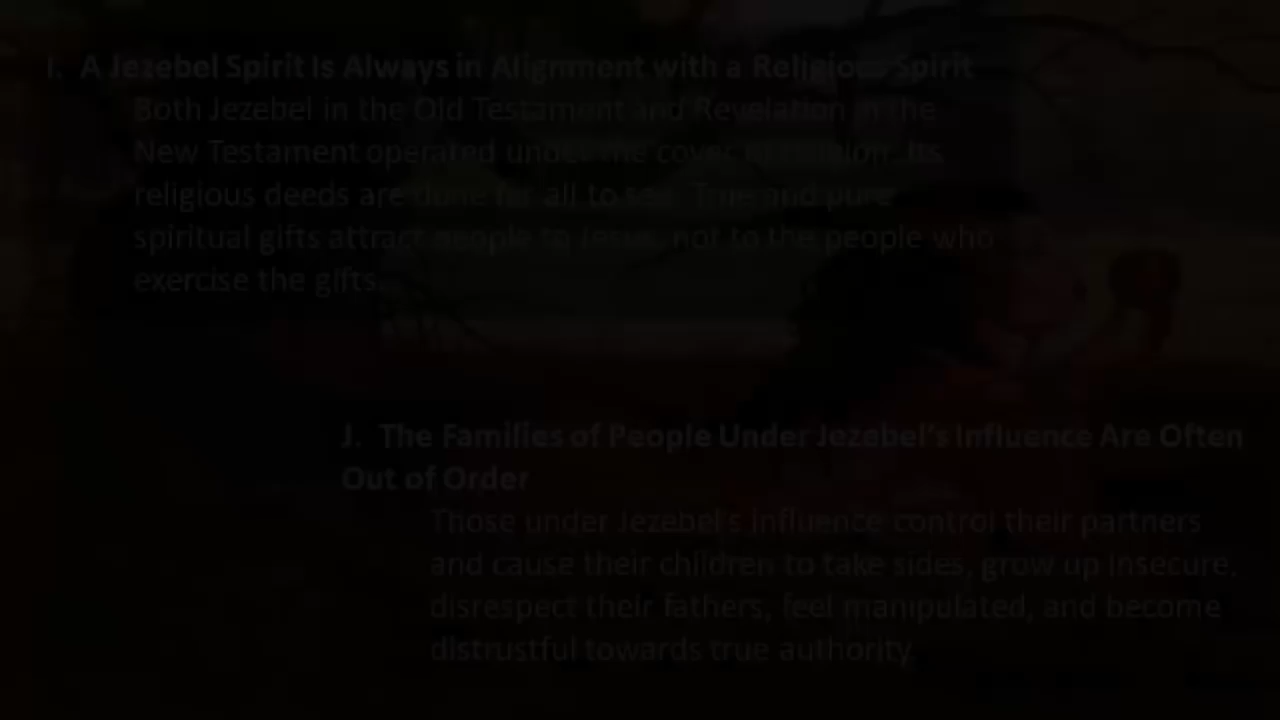 I. A Jezebel Spirit Is Always in Alignment with a Religious Spirit
Both Jezebel in the Old Testament and Revelation in the
New Testament operated under the cover of religion. Its
religious deeds are done for all to see. True and pure
spiritual gifts attract people to Jesus, not to the people who
exercise the gifts.
J. The Families of People Under Jezebel's Influence Are Often
Out of Order
Those under Jezebel's influence control their partners
and cause their children to take sides, grow up insecure,
disrespect their fathers, feel manipulated, and become
distrustful towards true authority.